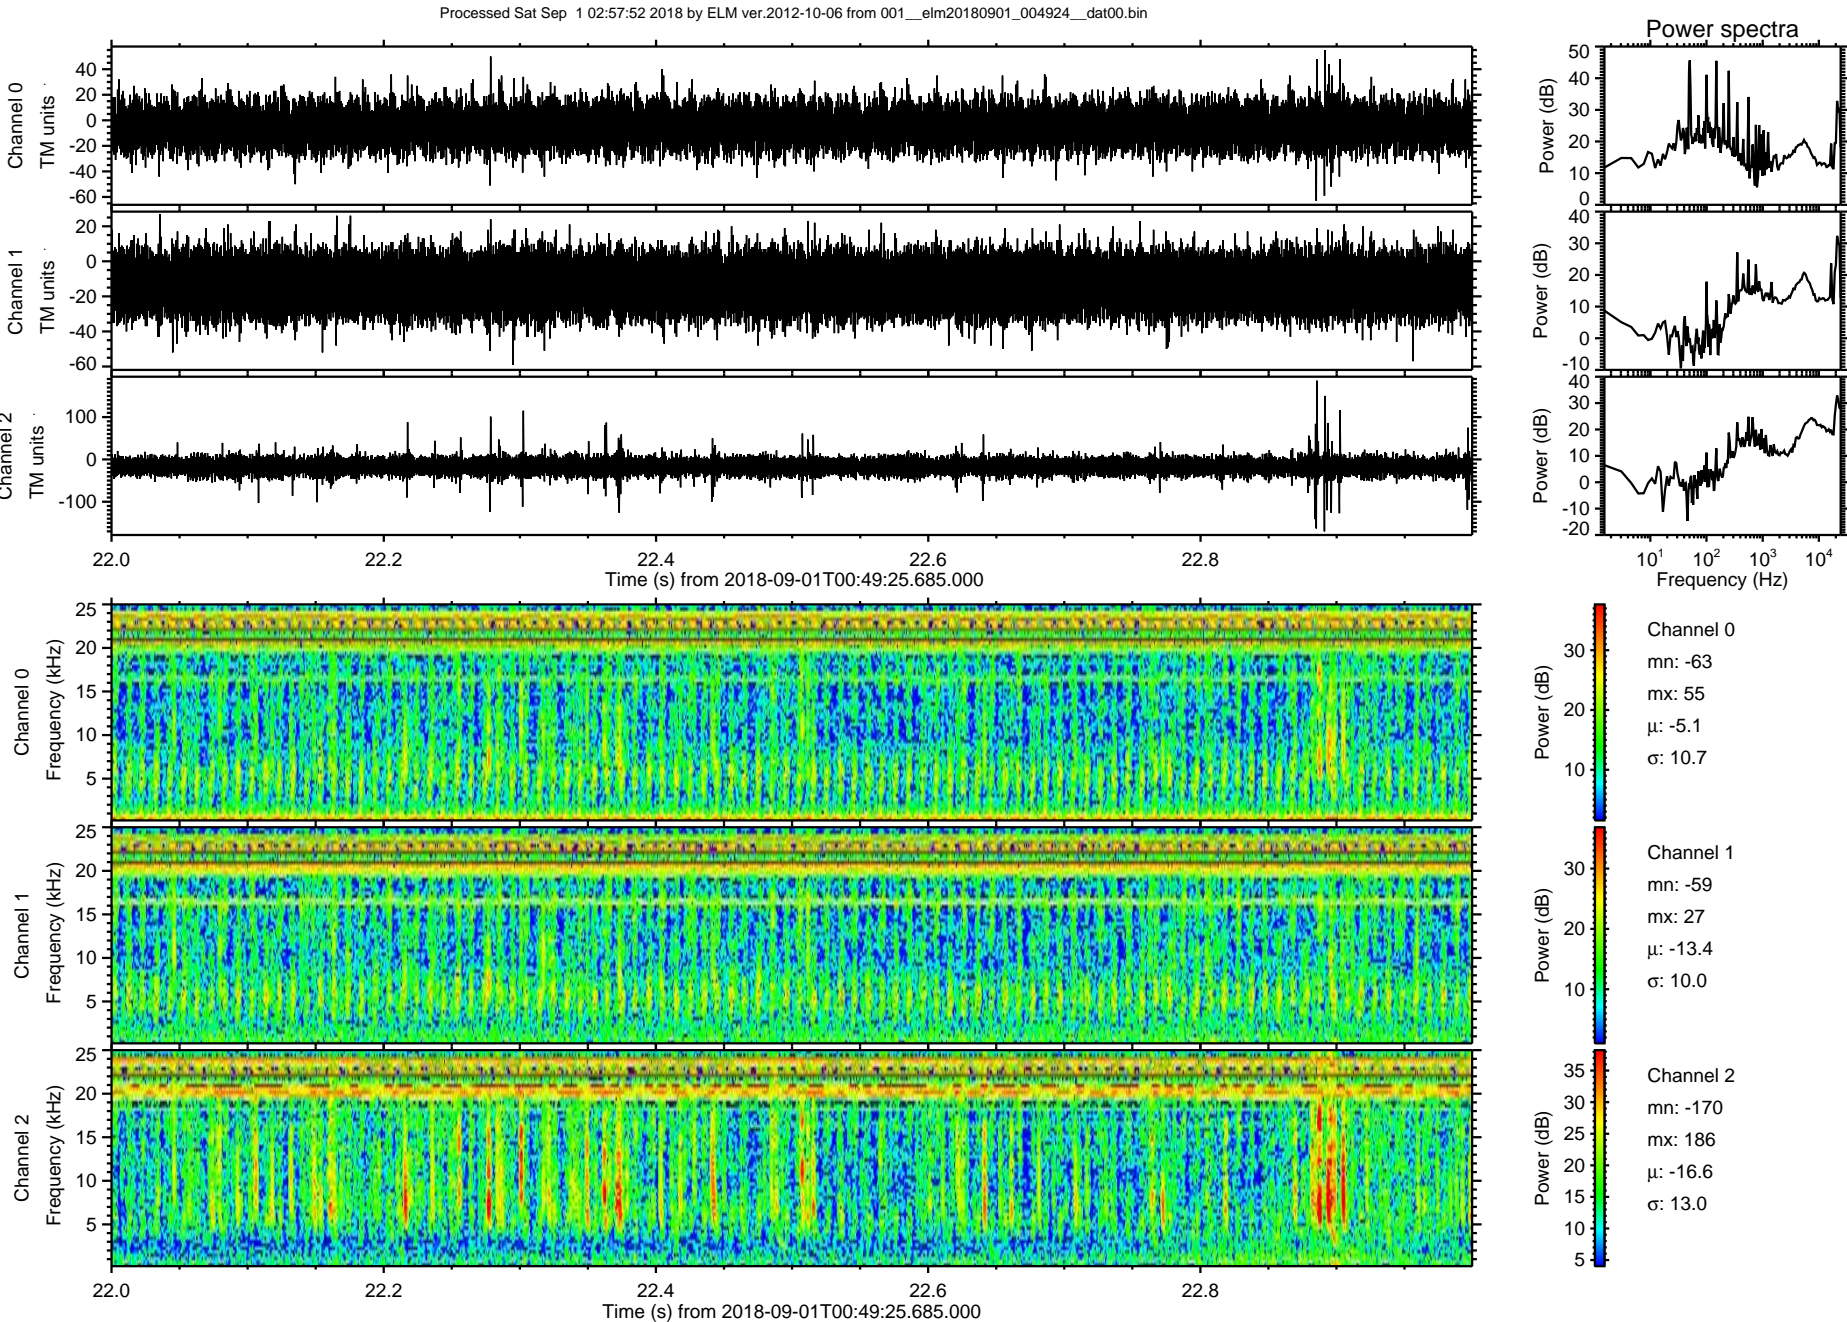 Processed Sat Sep 1 02:57:52 2018 by ELM ver.2012-10-06 from 001__elm20180901_004924__dat00.bin
Power spectra
Channel 0
TM units
40
20
0
-20
-40
-60
Power (dB)
50
40
30
20
10
0
Channel 1
TM units
20
0
-20
-40
-60
Power (dB)
40
30
20
10
0
-10
Channel 2
TM units
100
0
-100
Power (dB)
40
30
20
10
0
-10
-20
22.0 22.2 22.4 22.6 22.8
Time (s) from 2018-09-01T00:49:25.685.000
10^1 10^2 10^3 10^4
Frequency (Hz)
Channel 0
Frequency (kHz)
25
20
15
10
5
Power (dB)
30
20
10
Channel 0
mn: -63
mx: 55
μ: -5.1
σ: 10.7
Channel 1
Frequency (kHz)
25
20
15
10
5
Power (dB)
30
20
10
Channel 1
mn: -59
mx: 27
μ: -13.4
σ: 10.0
Channel 2
Frequency (kHz)
25
20
15
10
5
Power (dB)
35
30
25
20
15
10
5
Channel 2
mn: -170
mx: 186
μ: -16.6
σ: 13.0
22.0 22.2 22.4 22.6 22.8
Time (s) from 2018-09-01T00:49:25.685.000